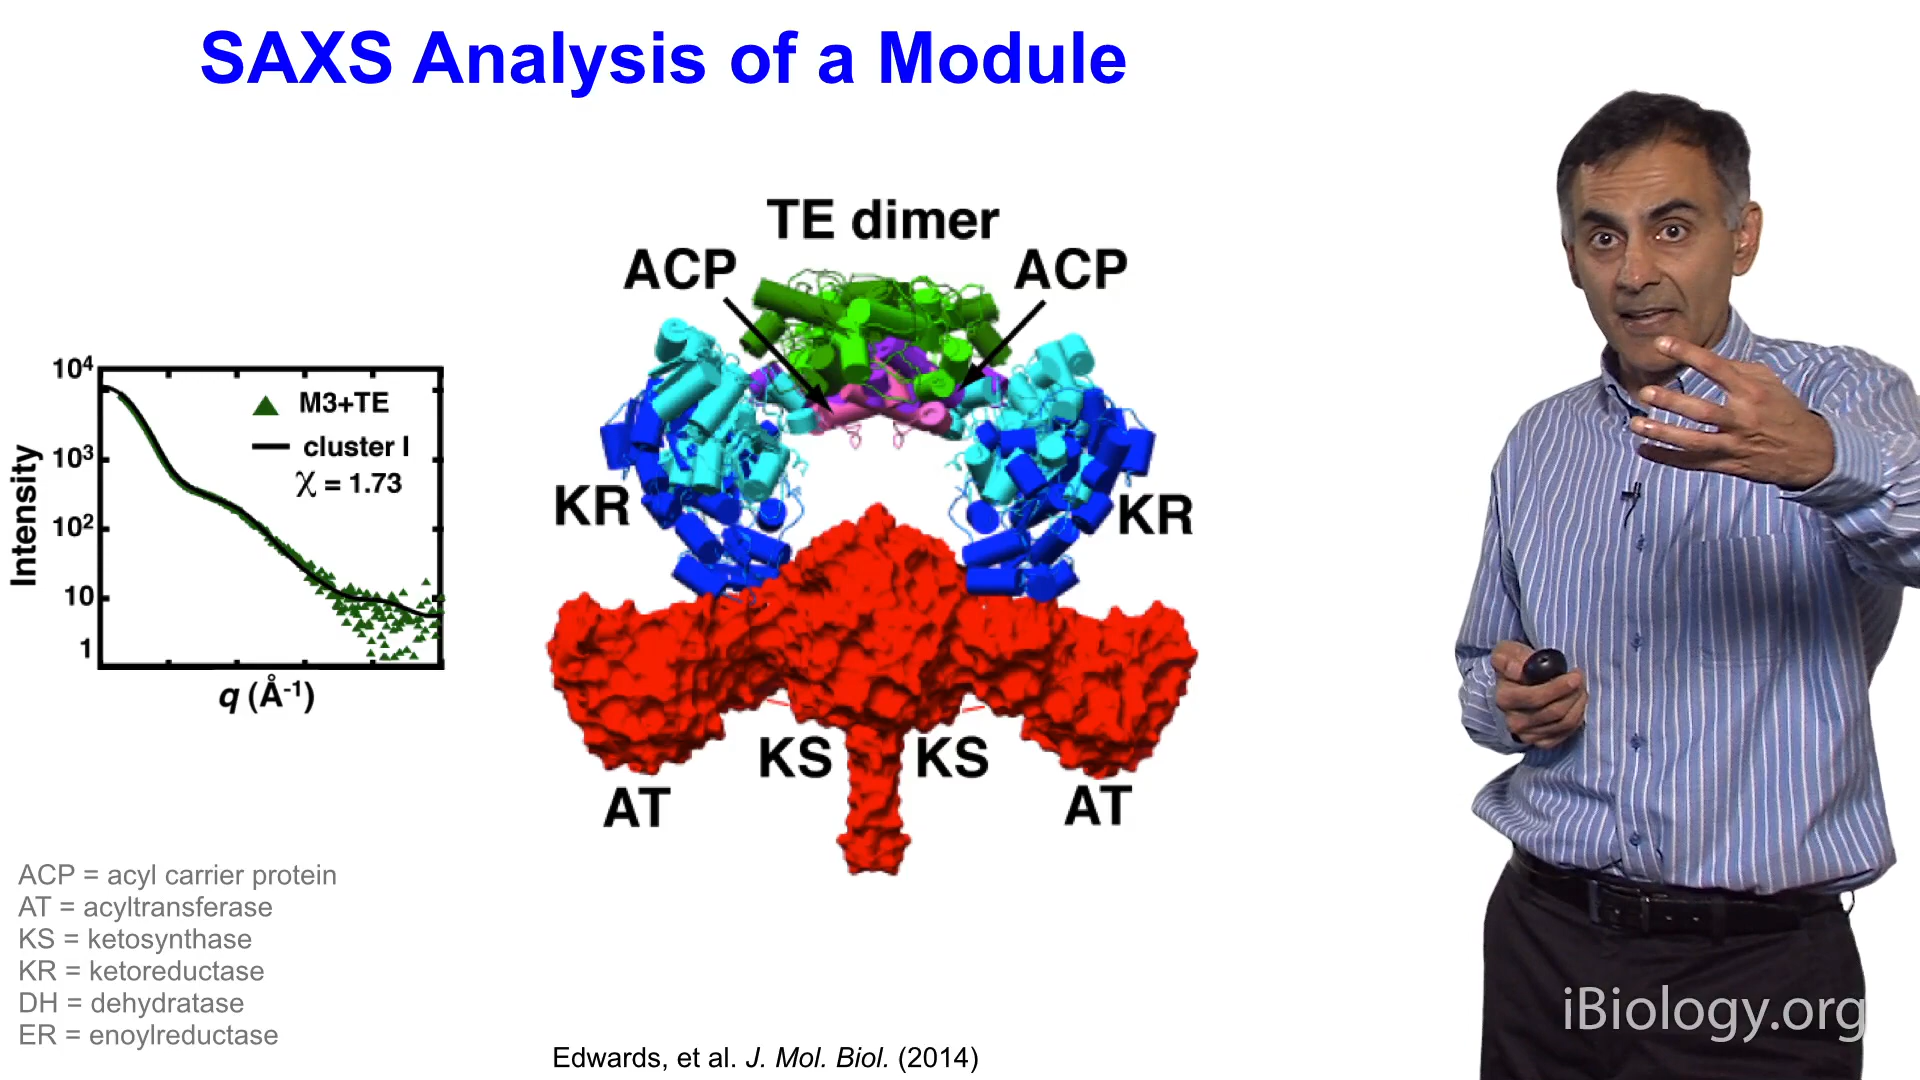 SAXS Analysis of a Module
TE dimer
ACP
ACP
KR
KR
KS
KS
AT
AT
10⁴
10³
10²
10
1
Intensity
M3+TE
cluster I
χ = 1.73
q (Å⁻¹)
ACP = acyl carrier protein
AT = acyltransferase
KS = ketosynthase
KR = ketoreductase
DH = dehydratase
ER = enoylreductase
Edwards, et al. J. Mol. Biol. (2014)
iBiology.org